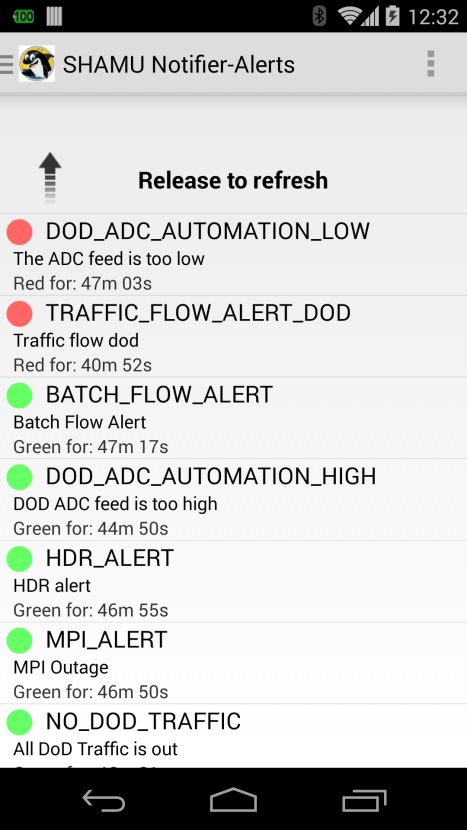 100
12:32
SHAMU Notifier-Alerts
Release to refresh
DOD_ADC_AUTOMATION_LOW
The ADC feed is too low
Red for: 47m 03s
TRAFFIC_FLOW_ALERT_DOD
Traffic flow dod
Red for: 40m 52s
BATCH_FLOW_ALERT
Batch Flow Alert
Green for: 47m 17s
DOD_ADC_AUTOMATION_HIGH
DOD ADC feed is too high
Green for: 44m 50s
HDR_ALERT
HDR alert
Green for: 46m 55s
MPI_ALERT
MPI Outage
Green for: 46m 50s
NO_DOD_TRAFFIC
All DoD Traffic is out